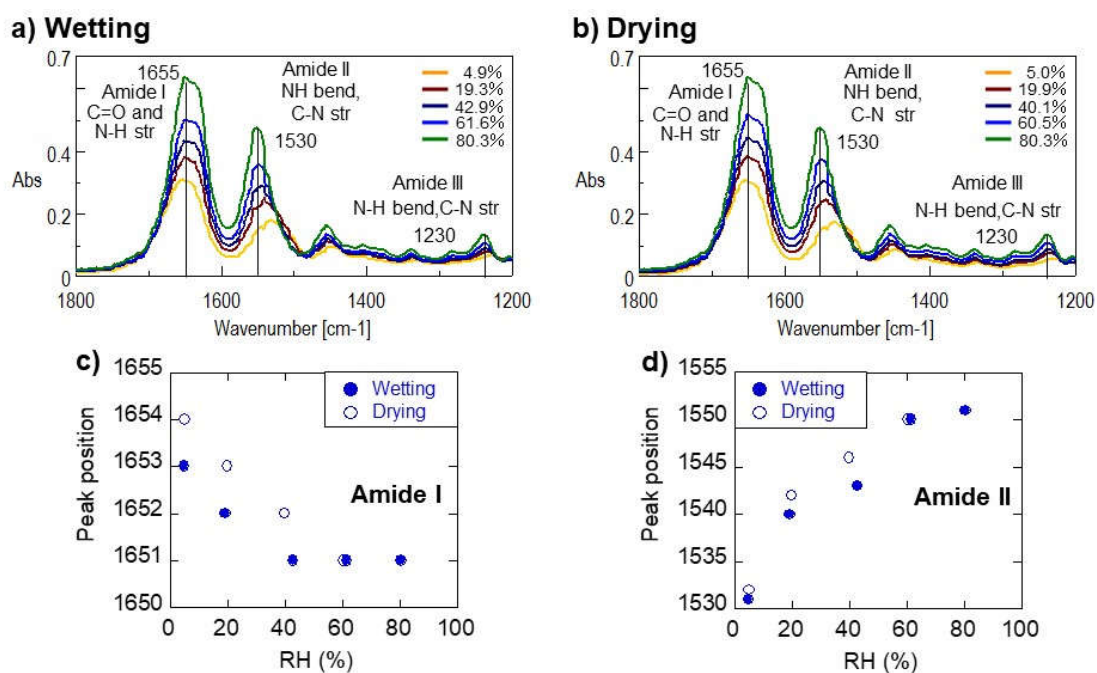 a) Wetting
0.7
0.4
Abs
0.2
0
1655
Amide I
C=O and
N-H str
Amide II
NH bend,
C-N str
1530
4.9%
19.3%
42.9%
61.6%
80.3%
Amide III
N-H bend,C-N str
1230
1800 1600 1400 1200
Wavenumber [cm-1]
b) Drying
0.7
0.4
Abs
0.2
0
1655
Amide I
C=O and
N-H str
Amide II
NH bend,
C-N str
1530
5.0%
19.9%
40.1%
60.5%
80.3%
Amide III
N-H bend,C-N str
1230
1800 1600 1400 1200
Wavenumber [cm-1]
c)
Peak position
1655
1654
1653
1652
1651
1650
Wetting
Drying
Amide I
0 20 40 60 80 100
RH (%)
d)
Peak position
1555
1550
1545
1540
1535
1530
Wetting
Drying
Amide II
0 20 40 60 80 100
RH (%)